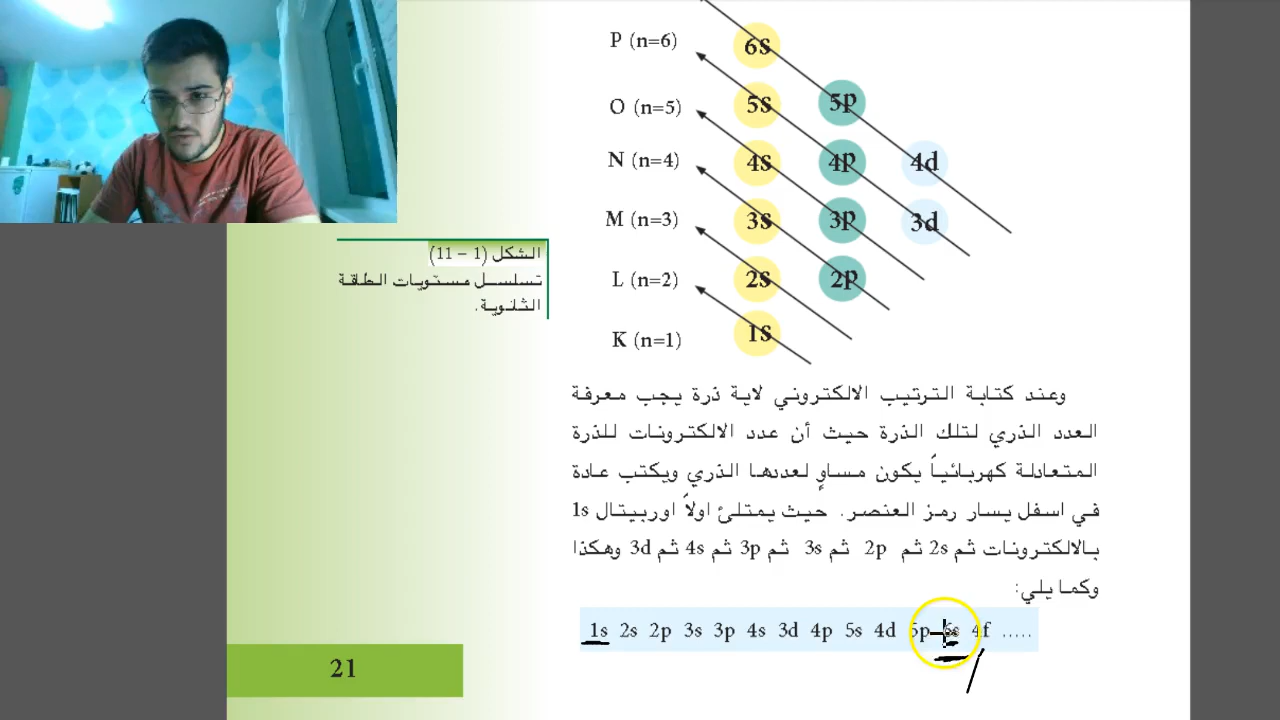 P (n=6) 6s
O (n=5) 5s 5p
N (n=4) 4s 4p 4d
M (n=3) 3s 3p 3d
L (n=2) 2s 2p
K (n=1) 1s
الشكل (1 – 11)
تسلسل مستويات الطاقة
الثانوية.
وعند كتابة الترتيب الالكتروني لاية ذرة يجب معرفة
العدد الذري لتلك الذرة حيث أن عدد الالكترونات للذرة
المتعادلة كهربائياً يكون مساوٍ لعددها الذري ويكتب عادة
في اسفل يسار رمز العنصر. حيث يمتلئ اولاً اوربيتال 1s
بالالكترونات ثم 2s ثم 2p ثم 3s ثم 3p ثم 4s ثم 3d وهكذا
وكما يلي:
1s 2s 2p 3s 3p 4s 3d 4p 5s 4d 5p 6s 4f .....
21